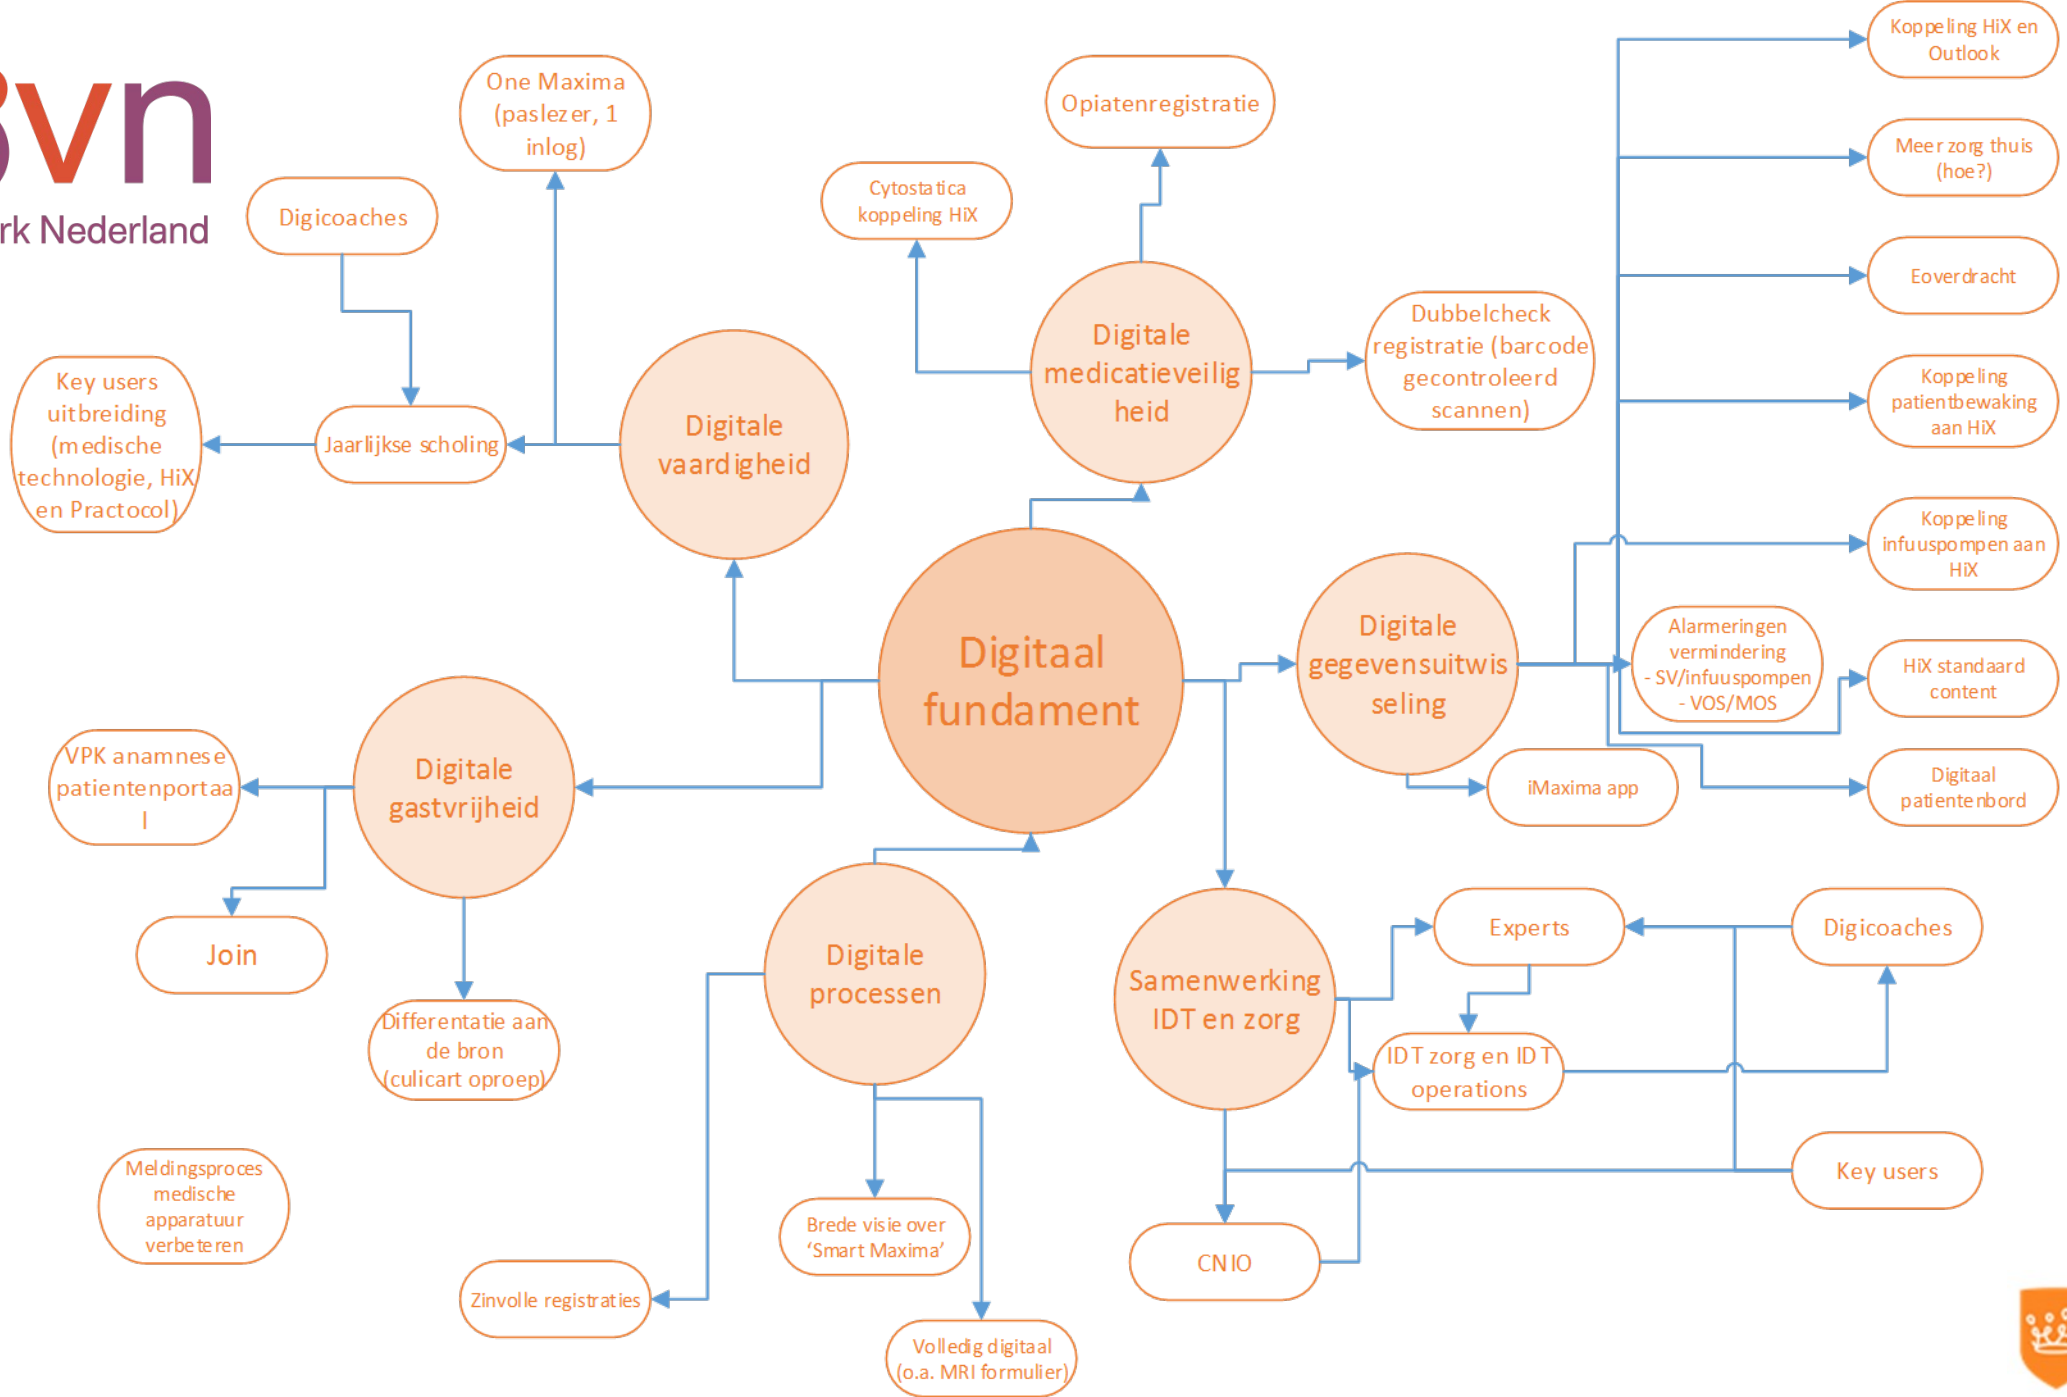 vn
rk Nederland
One Maxima
(paslezer, 1
inlog)
Digicoaches
Key users
uitbreiding
(medische
technologie, HiX
en Practocol)
Jaarlijkse scholing
Digitale
vaardigheid
Opiatenregistratie
Cytostatica
koppeling HiX
Digitale
medicatieveilig
heid
Dubbelcheck
registratie (barcode
gecontroleerd
scannen)
Koppeling HiX en
Outlook
Meer zorg thuis
(hoe?)
Eoverdracht
Koppeling
patientbewaking
aan HiX
Koppeling
infuuspompen aan
HiX
Alarmeringen
vermindering
- SV/infuuspompen
- VOS/MOS
HiX standaard
content
Digitaal
patientenbord
iMaxima app
Digitale
gegevensuitwis
seling
Digitaal
fundament
Digitale
gastvrijheid
VPK anamnese
patientenportaa
l
Join
Differentatie aan
de bron
(culicart oproep)
Meldingsproces
medische
apparatuur
verbeteren
Digitale
processen
Zinvolle registraties
Brede visie over
‘Smart Maxima’
Volledig digitaal
(o.a. MRI formulier)
Samenwerking
IDT en zorg
Experts
Digicoaches
IDT zorg en IDT
operations
Key users
CNIO